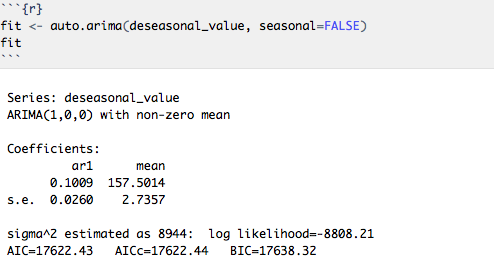 ```{r}
fit <- auto.arima(deseasonal_value, seasonal=FALSE)
fit
```
Series: deseasonal_value
ARIMA(1,0,0) with non-zero mean
Coefficients:
ar1 mean
0.1009 157.5014
s.e. 0.0260 2.7357
sigma^2 estimated as 8944: log likelihood=-8808.21
AIC=17622.43 AICc=17622.44 BIC=17638.32